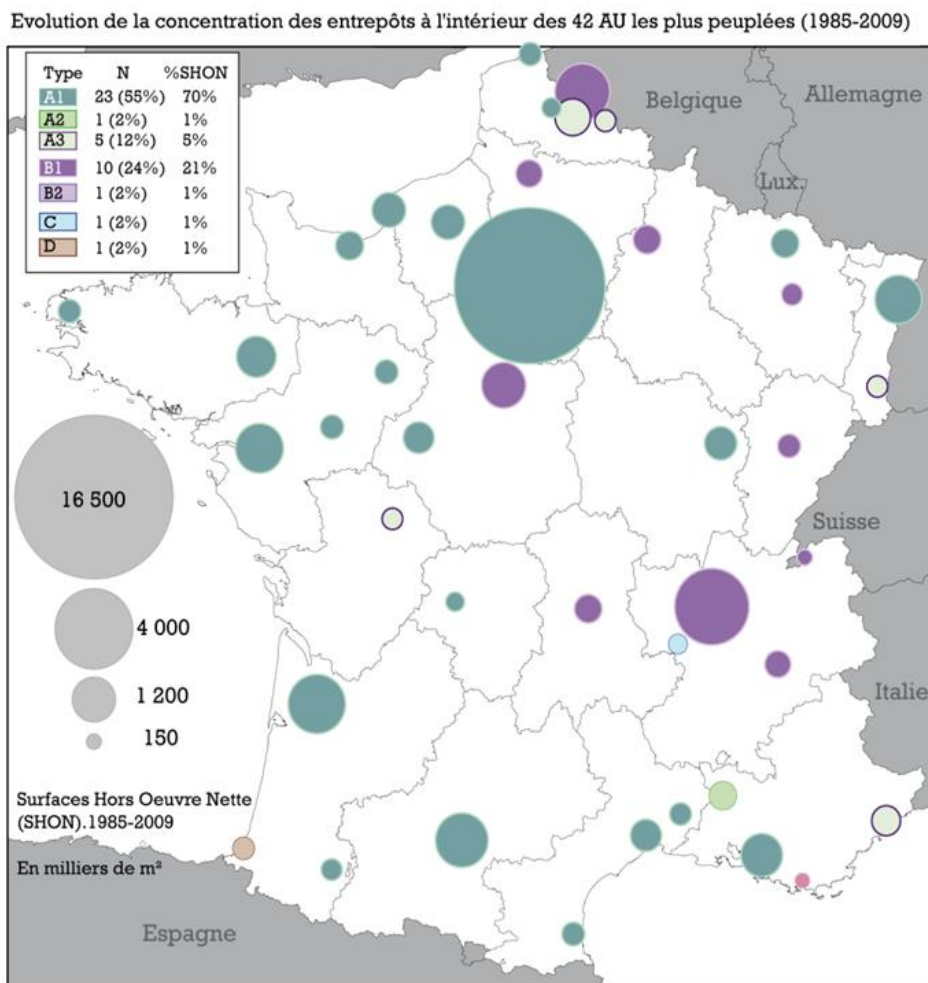 Evolution de la concentration des entrepôts à l'intérieur des 42 AU les plus peuplées (1985-2009)
Type N %SHON
A1 23 (55%) 70%
A2 1 (2%) 1%
A3 5 (12%) 5%
B1 10 (24%) 21%
B2 1 (2%) 1%
C 1 (2%) 1%
D 1 (2%) 1%
Belgique
Allemagne
Lux.
16 500
Suisse
4 000
1 200
Italie
150
Surfaces Hors Oeuvre Nette
(SHON).1985-2009
En milliers de m²
Espagne